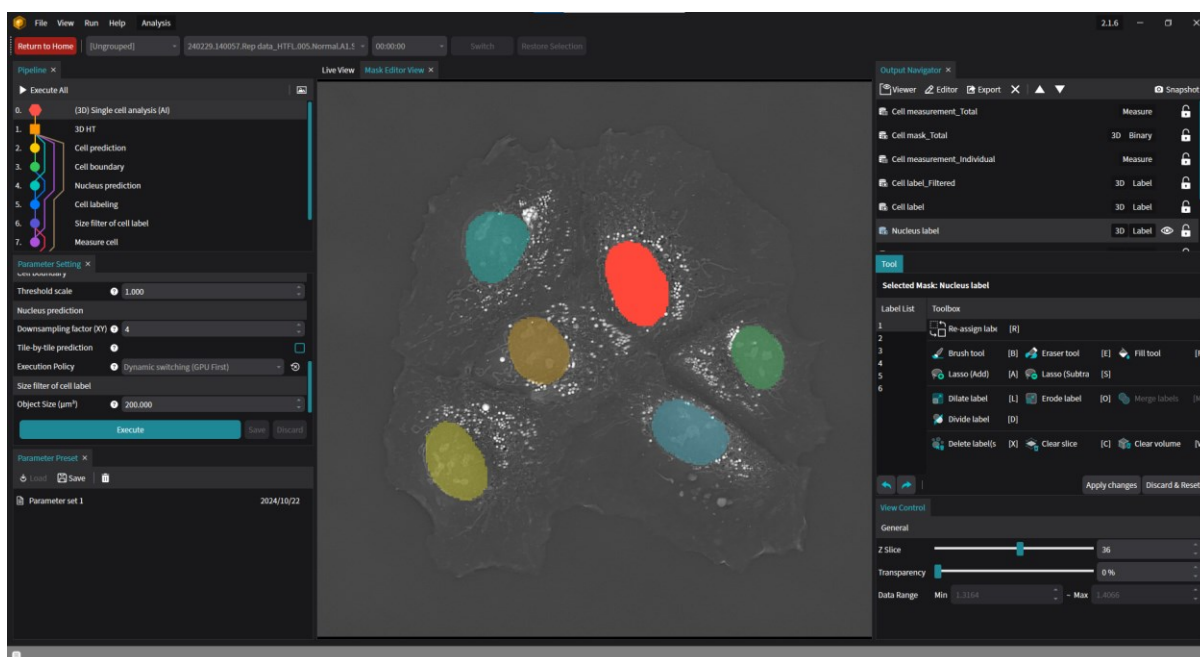 File View Run Help Analysis 2.1.6
Return to Home [Ungrouped] 240229.140057.Rep data_HTFL.005.Normal.A1. 00:00:00 Switch Restore Selection
Pipeline
Execute All
0. (3D) Single cell analysis (AI)
1. 3D HT
2. Cell prediction
3. Cell boundary
4. Nucleus prediction
5. Cell labeling
6. Size filter of cell label
7. Measure cell
Parameter Setting
Cell boundary
Threshold scale 1.000
Nucleus prediction
Downsampling factor (XY) 4
Tile-by-tile prediction
Execution Policy Dynamic switching (GPU First)
Size filter of cell label
Object Size (μm³) 200.000
Execute Save Discard
Parameter Preset
Load Save
Parameter set 1 2024/10/22
Live View Mask Editor View
Output Navigator
Viewer Editor Export Snapshot
Cell measurement_Total Measure
Cell mask_Total 3D Binary
Cell measurement_Individual Measure
Cell label_Filtered 3D Label
Cell label 3D Label
Nucleus label 3D Label
Tool
Selected Mask: Nucleus label
Label List Toolbox
1
2
3
4
5
6
Re-assign labe [R]
Brush tool [B] Eraser tool [E] Fill tool
Lasso (Add) [A] Lasso (Subtra [S]
Dilate label [L] Erode label [O] Merge labels
Divide label [D]
Delete label(s [X] Clear slice [C] Clear volume
Apply changes Discard & Reset
View Control
General
Z Slice 36
Transparency 0 %
Data Range Min 1.3164 ~ Max 1.4066